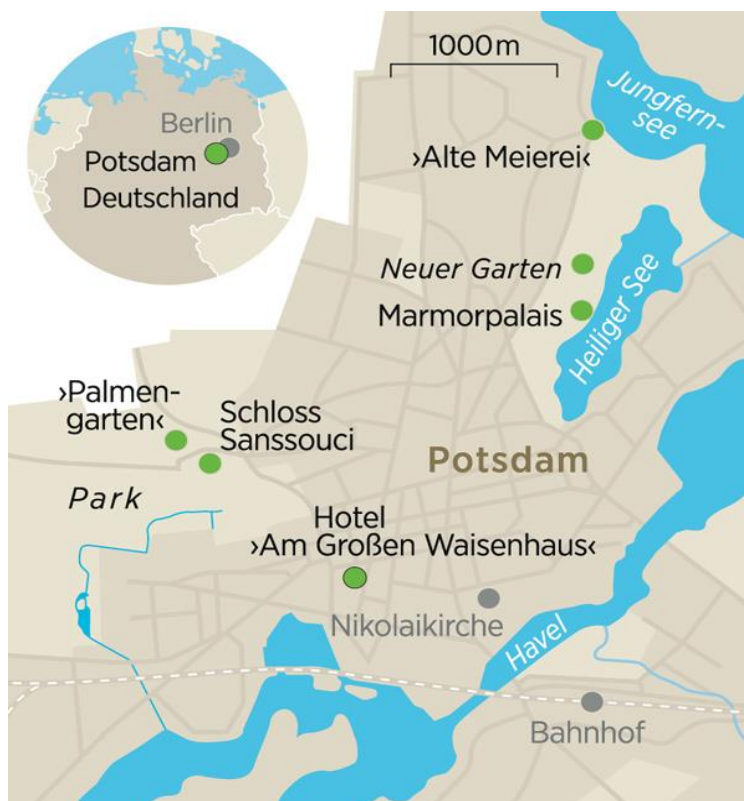 1000 m
Jungfern-
see
Berlin
Potsdam
Deutschland
›Alte Meierei‹
Neuer Garten
Marmorpalais
Heiliger See
›Palmen-
garten‹
Schloss
Sanssouci
Potsdam
Park
Hotel
›Am Großen Waisenhaus‹
Nikolaikirche
Havel
Bahnhof